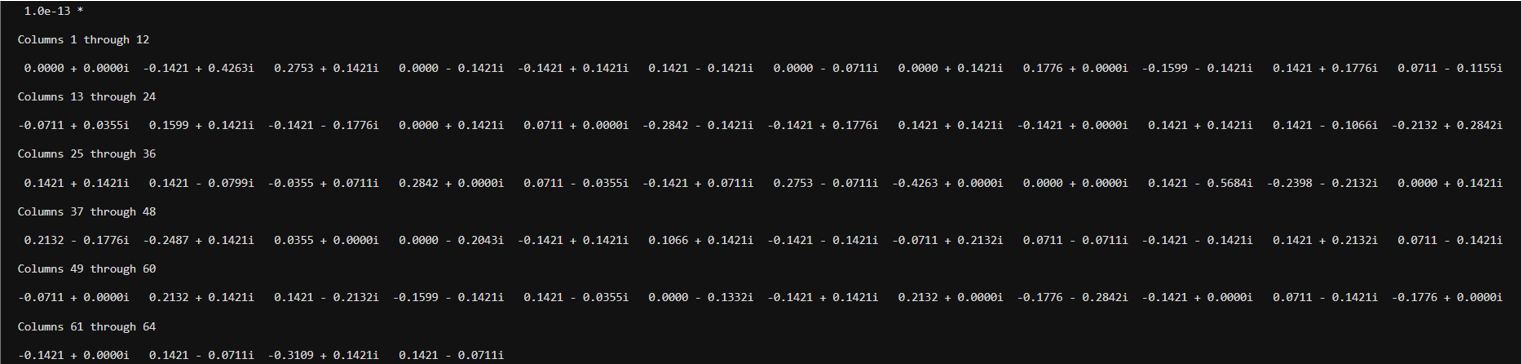 1.0e-13 *
Columns 1 through 12
0.0000 + 0.0000i -0.1421 + 0.4263i 0.2753 + 0.1421i 0.0000 - 0.1421i -0.1421 + 0.1421i 0.1421 - 0.1421i 0.0000 - 0.0711i 0.0000 + 0.1421i 0.1776 + 0.0000i -0.1599 - 0.1421i 0.1421 + 0.1776i 0.0711 - 0.1155i
Columns 13 through 24
-0.0711 + 0.0355i 0.1599 + 0.1421i -0.1421 - 0.1776i 0.0000 + 0.1421i 0.0711 + 0.0000i -0.2842 - 0.1421i -0.1421 + 0.1776i 0.1421 + 0.1421i -0.1421 + 0.0000i 0.1421 + 0.1421i 0.1421 - 0.1066i -0.2132 + 0.2842i
Columns 25 through 36
0.1421 + 0.1421i 0.1421 - 0.0799i -0.0355 + 0.0711i 0.2842 + 0.0000i 0.0711 - 0.0355i -0.1421 + 0.0711i 0.2753 - 0.0711i -0.4263 + 0.0000i 0.0000 + 0.0000i 0.1421 - 0.5684i -0.2398 - 0.2132i 0.0000 + 0.1421i
Columns 37 through 48
0.2132 - 0.1776i -0.2487 + 0.1421i 0.0355 + 0.0000i 0.0000 - 0.2043i -0.1421 + 0.1421i 0.1066 + 0.1421i -0.1421 - 0.1421i -0.0711 + 0.2132i 0.0711 - 0.0711i -0.1421 - 0.1421i 0.1421 + 0.2132i 0.0711 - 0.1421i
Columns 49 through 60
-0.0711 + 0.0000i 0.2132 + 0.1421i 0.1421 - 0.2132i -0.1599 - 0.1421i 0.1421 - 0.0355i 0.0000 - 0.1332i -0.1421 + 0.1421i 0.2132 + 0.0000i -0.1776 - 0.2842i -0.1421 + 0.0000i 0.0711 - 0.1421i -0.1776 + 0.0000i
Columns 61 through 64
-0.1421 + 0.0000i 0.1421 - 0.0711i -0.3109 + 0.1421i 0.1421 - 0.0711i